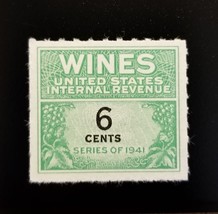 WINES
UNITED STATES
INTERNAL REVENUE
6
CENTS
SERIES OF 1941